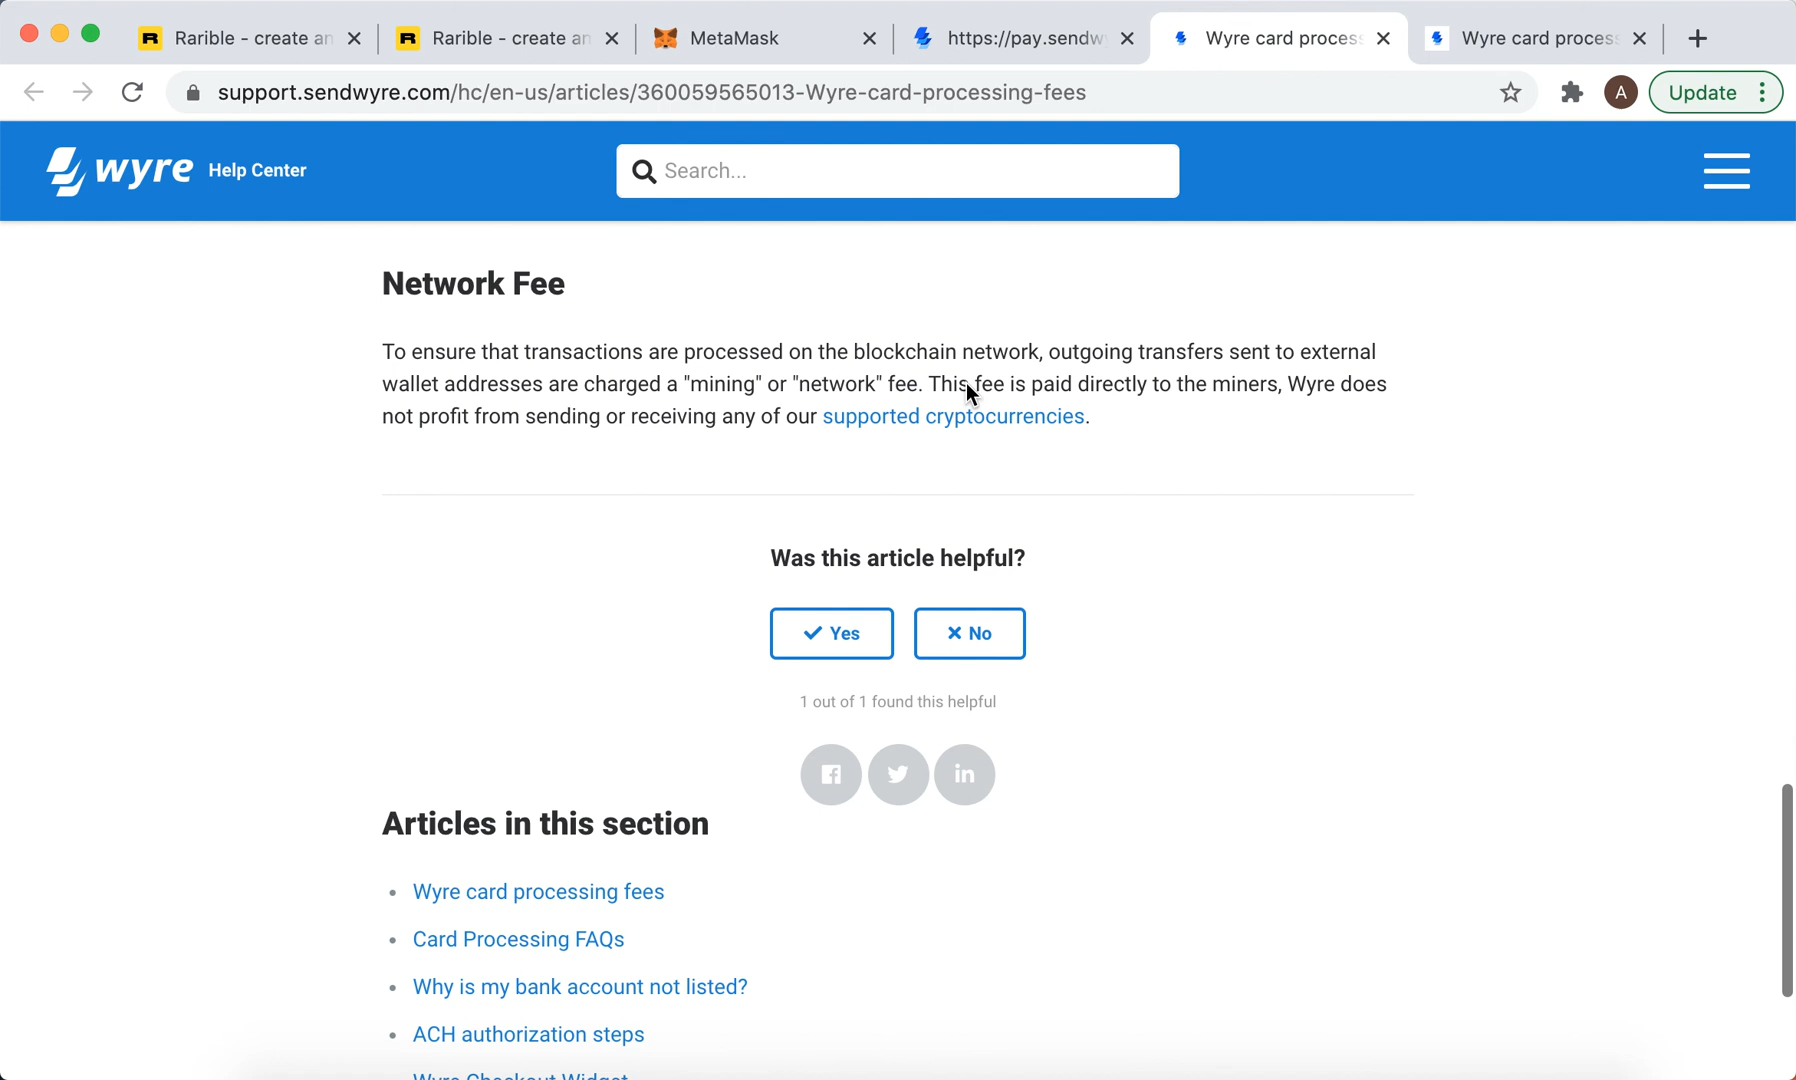 Rarible - create an
Rarible - create an
MetaMask
https://pay.sendw
Wyre card process
Wyre card process
support.sendwyre.com/hc/en-us/articles/360059565013-Wyre-card-processing-fees
A
Update
wyre
Help Center
Search...
Network Fee
To ensure that transactions are processed on the blockchain network, outgoing transfers sent to external
wallet addresses are charged a "mining" or "network" fee. This fee is paid directly to the miners, Wyre does
not profit from sending or receiving any of our supported cryptocurrencies.
Was this article helpful?
Yes
No
1 out of 1 found this helpful
Articles in this section
• Wyre card processing fees
• Card Processing FAQs
• Why is my bank account not listed?
• ACH authorization steps
Wyre Checkout Widget